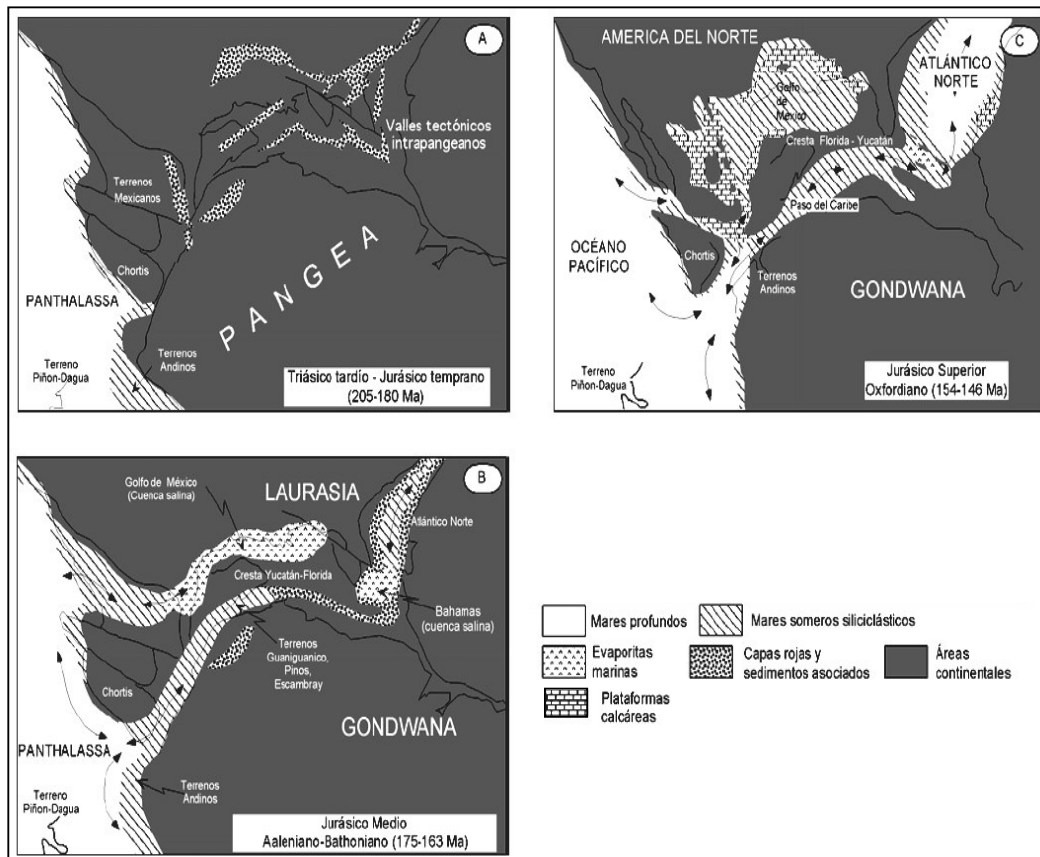 A
Valles tectónicos
intrapangeanos
Terrenos
Mexicanos
Chortis
PANGEA
PANTHALASSA
Terrenos
Andinos
Terreno
Piñon-Dagua
Triásico tardío - Jurásico temprano
(205-180 Ma)
C
AMERICA DEL NORTE
ATLÁNTICO
NORTE
Golfo
de
México
Cresta Florida - Yucatán
Paso del Caribe
OCÉANO
PACÍFICO
Chortis
Terrenos
Andinos
GONDWANA
Terreno
Piñon-Dagua
Jurásico Superior
Oxfordiano (154-146 Ma)
B
Golfo de México
(Cuenca salina)
LAURASIA
Atlántico Norte
Cresta Yucatán-Florida
Bahamas
(cuenca salina)
Terrenos
Guaniguanico,
Pinos,
Escambray
Chortis
GONDWANA
PANTHALASSA
Terreno
Piñon-Dagua
Terrenos
Andinos
Jurásico Medio
Aaleniano-Bathoniano (175-163 Ma)
Mares profundos
Mares someros siliciclásticos
Evaporitas
marinas
Capas rojas y
sedimentos asociados
Áreas
continentales
Plataformas
calcáreas